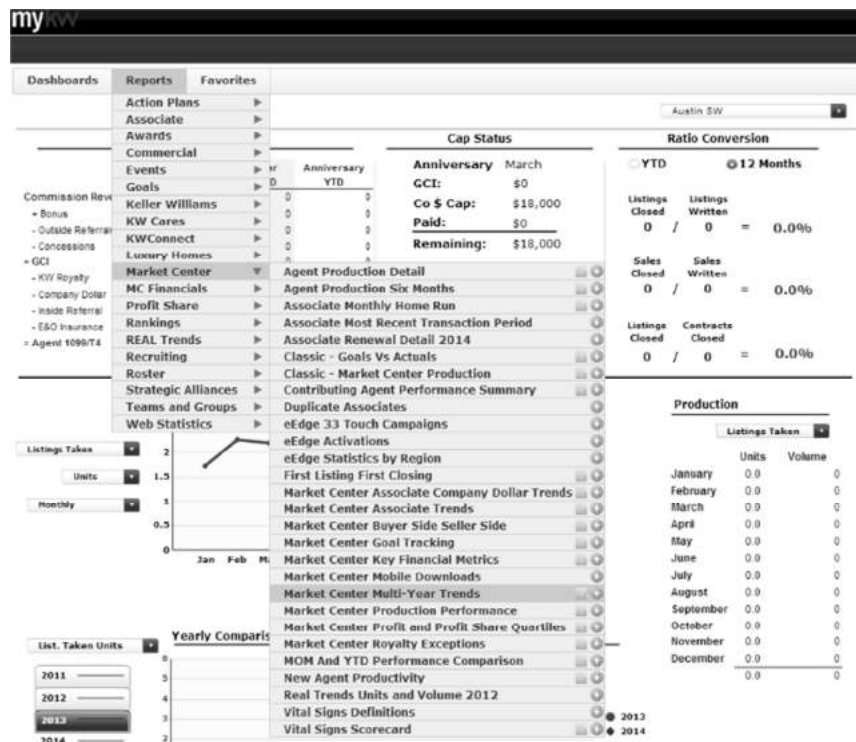 mykw
Dashboards Reports Favorites
Austin SW
Action Plans
Associate
Awards
Commercial
Events
Goals
Keller Williams
KW Cares
KWConnect
Luxury Homes
Market Center
MC Financials
Profit Share
Rankings
REAL Trends
Recruiting
Roster
Strategic Alliances
Teams and Groups
Web Statistics
Commission Reve
+ Bonus
- Outside Referral
- Concessions
= GCI
- KW Royalty
- Company Dollar
- Inside Referral
- E&O Insurance
= Agent 1099/T4
Anniversary
YTD
0 0
0 0
0 0
0 0
Cap Status
Anniversary March
GCI: $0
Co $ Cap: $18,000
Paid: $0
Remaining: $18,000
Ratio Conversion
YTD 12 Months
Listings Closed Listings Written
0 / 0 = 0.0%
Sales Closed Sales Written
0 / 0 = 0.0%
Listings Closed Contracts Closed
0 / 0 = 0.0%
Agent Production Detail
Agent Production Six Months
Associate Monthly Home Run
Associate Most Recent Transaction Period
Associate Renewal Detail 2014
Classic - Goals Vs Actuals
Classic - Market Center Production
Contributing Agent Performance Summary
Duplicate Associates
eEdge 33 Touch Campaigns
eEdge Activations
eEdge Statistics by Region
First Listing First Closing
Market Center Associate Company Dollar Trends
Market Center Associate Trends
Market Center Buyer Side Seller Side
Market Center Goal Tracking
Market Center Key Financial Metrics
Market Center Mobile Downloads
Market Center Multi-Year Trends
Market Center Production Performance
Market Center Profit and Profit Share Quartiles
Market Center Royalty Exceptions
MOM And YTD Performance Comparison
New Agent Productivity
Real Trends Units and Volume 2012
Vital Signs Definitions
Vital Signs Scorecard
Listings Taken
Units
Monthly
2
1.5
1
0.5
0
Jan Feb M
Production
Listings Taken
Units Volume
January 0.0 0
February 0.0 0
March 0.0 0
April 0.0 0
May 0.0 0
June 0.0 0
July 0.0 0
August 0.0 0
September 0.0 0
October 0.0 0
November 0.0 0
December 0.0 0
0.0 0
List. Taken Units
Yearly Comparis
2011
2012
2013
2014
6
5
4
3
2
2013
2014